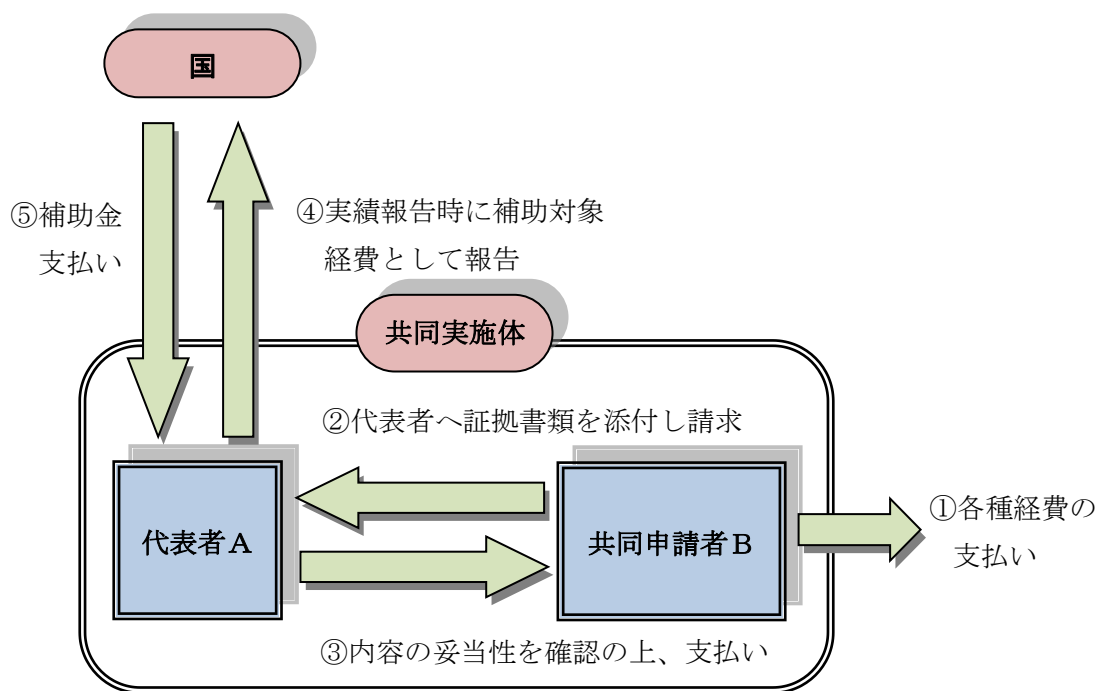 国
⑤補助金
支払い
④実績報告時に補助対象
経費として報告
共同実施体
②代表者へ証拠書類を添付し請求
代表者A
共同申請者B
①各種経費の
支払い
③内容の妥当性を確認の上、支払い